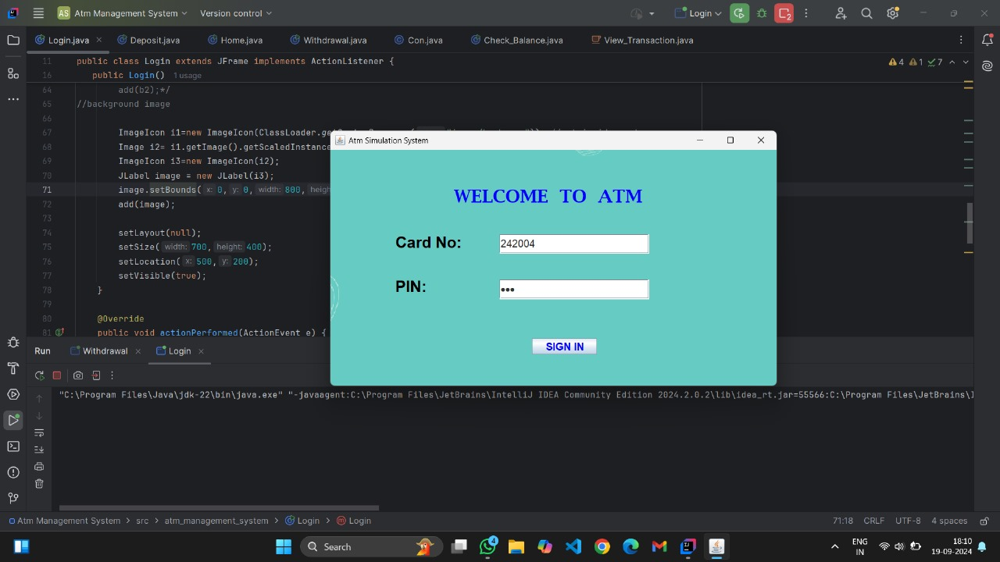 AS Atm Management System Version control Login 2
Login.java Deposit.java Home.java Withdrawal.java Con.java Check_Balance.java View_Transaction.java
11 public class Login extends JFrame implements ActionListener { 4 1 7
16 public Login() 1 usage
64 add(b2);*/
65 //background image
66
67 ImageIcon i1=new ImageIcon(ClassLoader.
68 Image i2= i1.getImage().getScaledInstance
69 ImageIcon i3=new ImageIcon(i2);
70 JLabel image = new JLabel(i3);
71 image.setBounds( x: 0, y: 0, width: 800,
72 add(image);
73
74 setLayout(null);
75 setSize( width: 700, height: 400);
76 setLocation( x: 500, y: 200);
77 setVisible(true);
78 }
79
80 @Override
81 public void actionPerformed(ActionEvent e) {
Atm Simulation System
WELCOME TO ATM
Card No: 242004
PIN: •••
SIGN IN
Run Withdrawal Login
"C:\Program Files\Java\jdk-22\bin\java.exe" "-javaagent:C:\Program Files\JetBrains\IntelliJ IDEA Community Edition 2024.2.0.2\lib\idea_rt.jar=55566:C:\Program Files\JetBrains\
Atm Management System > src > atm_management_system > Login > Login 71:18 CRLF UTF-8 4 spaces
Search 4 ENG 18:10
IN 19-09-2024